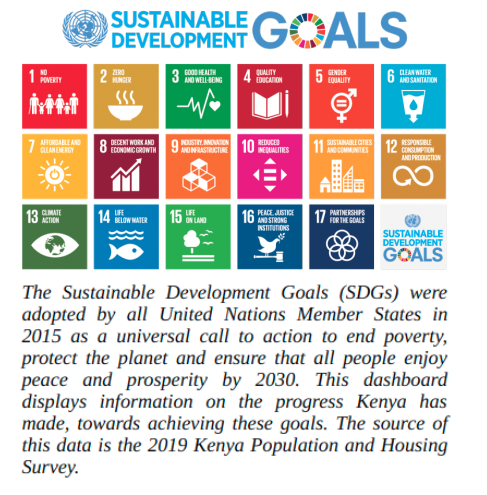 SUSTAINABLE
DEVELOPMENT
GOALS
1 NO
POVERTY
2 ZERO
HUNGER
3 GOOD HEALTH
AND WELL-BEING
4 QUALITY
EDUCATION
5 GENDER
EQUALITY
6 CLEAN WATER
AND SANITATION
7 AFFORDABLE AND
CLEAN ENERGY
8 DECENT WORK AND
ECONOMIC GROWTH
9 INDUSTRY, INNOVATION
AND INFRASTRUCTURE
10 REDUCED
INEQUALITIES
11 SUSTAINABLE CITIES
AND COMMUNITIES
12 RESPONSIBLE
CONSUMPTION
AND PRODUCTION
13 CLIMATE
ACTION
14 LIFE
BELOW WATER
15 LIFE
ON LAND
16 PEACE, JUSTICE
AND STRONG
INSTITUTIONS
17 PARTNERSHIPS
FOR THE GOALS
SUSTAINABLE
DEVELOPMENT
GOALS
The Sustainable Development Goals (SDGs) were
adopted by all United Nations Member States in
2015 as a universal call to action to end poverty,
protect the planet and ensure that all people enjoy
peace and prosperity by 2030. This dashboard
displays information on the progress Kenya has
made, towards achieving these goals. The source of
this data is the 2019 Kenya Population and Housing
Survey.